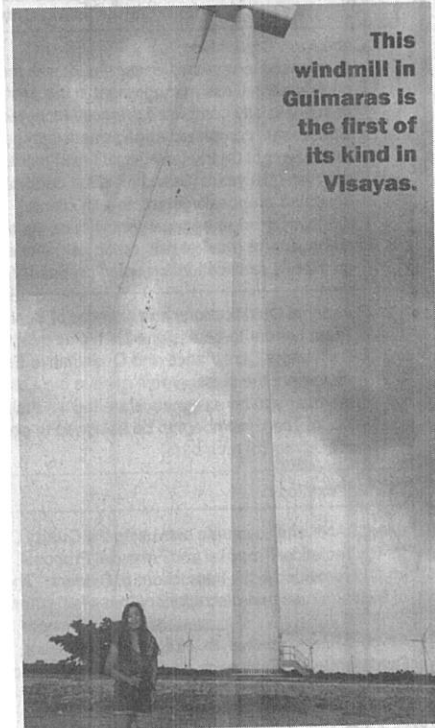 This
windmill in
Guimaras is
the first of
its kind in
Visayas.